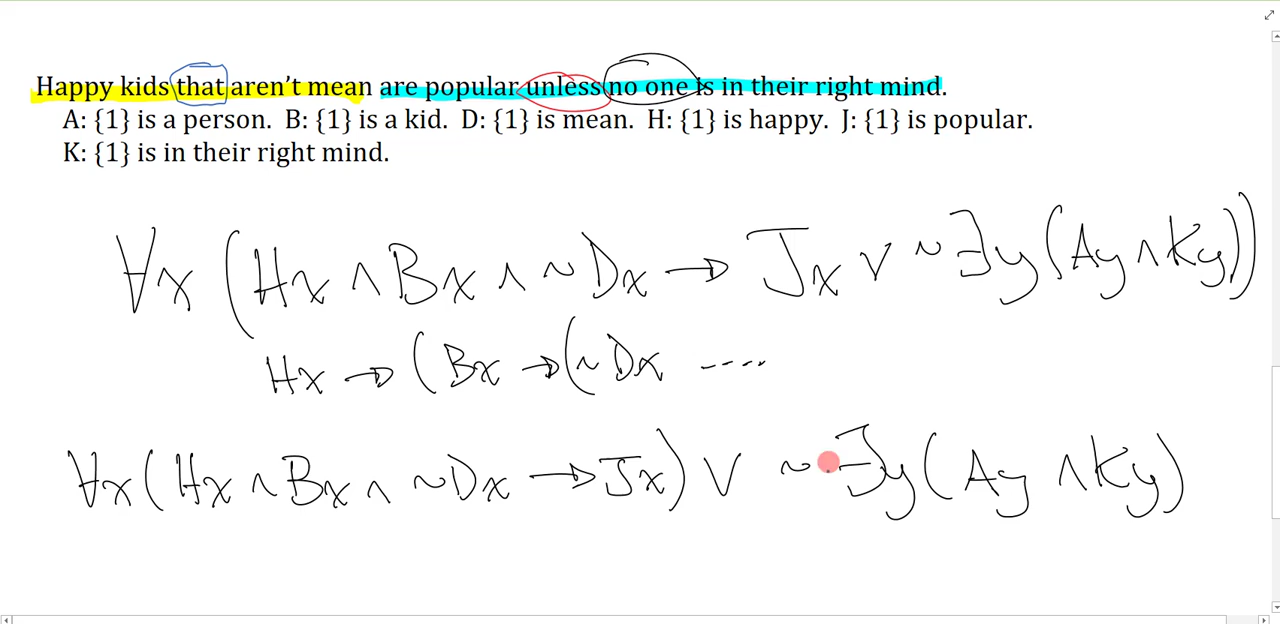 Happy kids that aren't mean are popular unless no one is in their right mind.
A: {1} is a person. B: {1} is a kid. D: {1} is mean. H: {1} is happy. J: {1} is popular.
K: {1} is in their right mind.
∀x (Hx ∧ Bx ∧ ~Dx → Jx ∨ ~∃y(Ay ∧ Ky))
Hx → (Bx → (~Dx ....
∀x (Hx ∧ Bx ∧ ~Dx → Jx) ∨ ~∃y(Ay ∧ Ky)